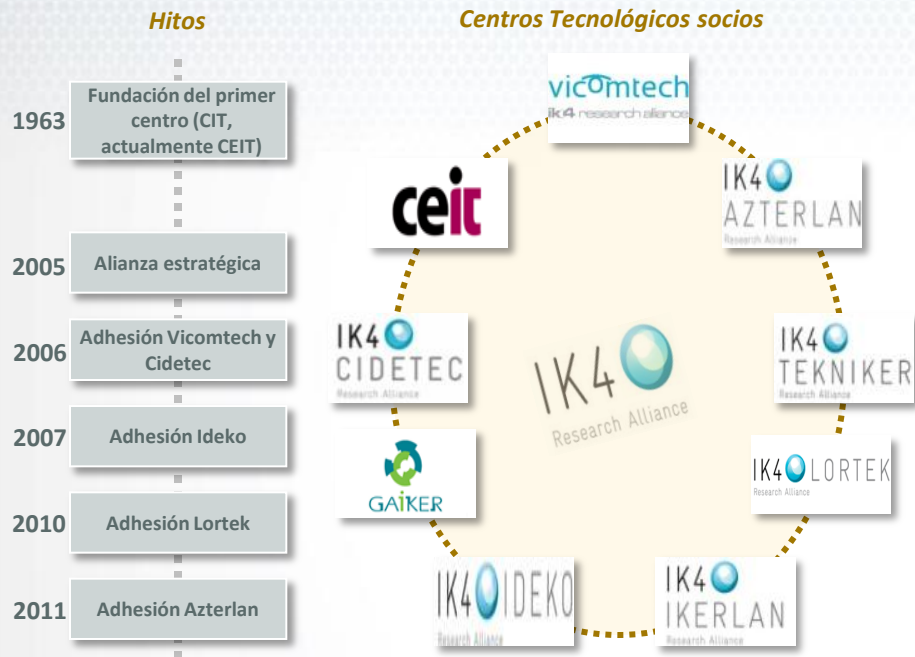 Hitos
1963
Fundación del primer
centro (CIT,
actualmente CEIT)
2005
Alianza estratégica
2006
Adhesión Vicomtech y
Cidetec
2007
Adhesión Ideko
2010
Adhesión Lortek
2011
Adhesión Azterlan
Centros Tecnológicos socios
vicomtech
ik4 research alliance
ceit
IK4
AZTERLAN
Research Alliance
IK4
CIDETEC
Research Alliance
IK4
Research Alliance
IK4
TEKNIKER
Research Alliance
GAIKER
IK4 LORTEK
Research Alliance
IK4 IDEKO
Research Alliance
IK4
IKERLAN
Research Alliance